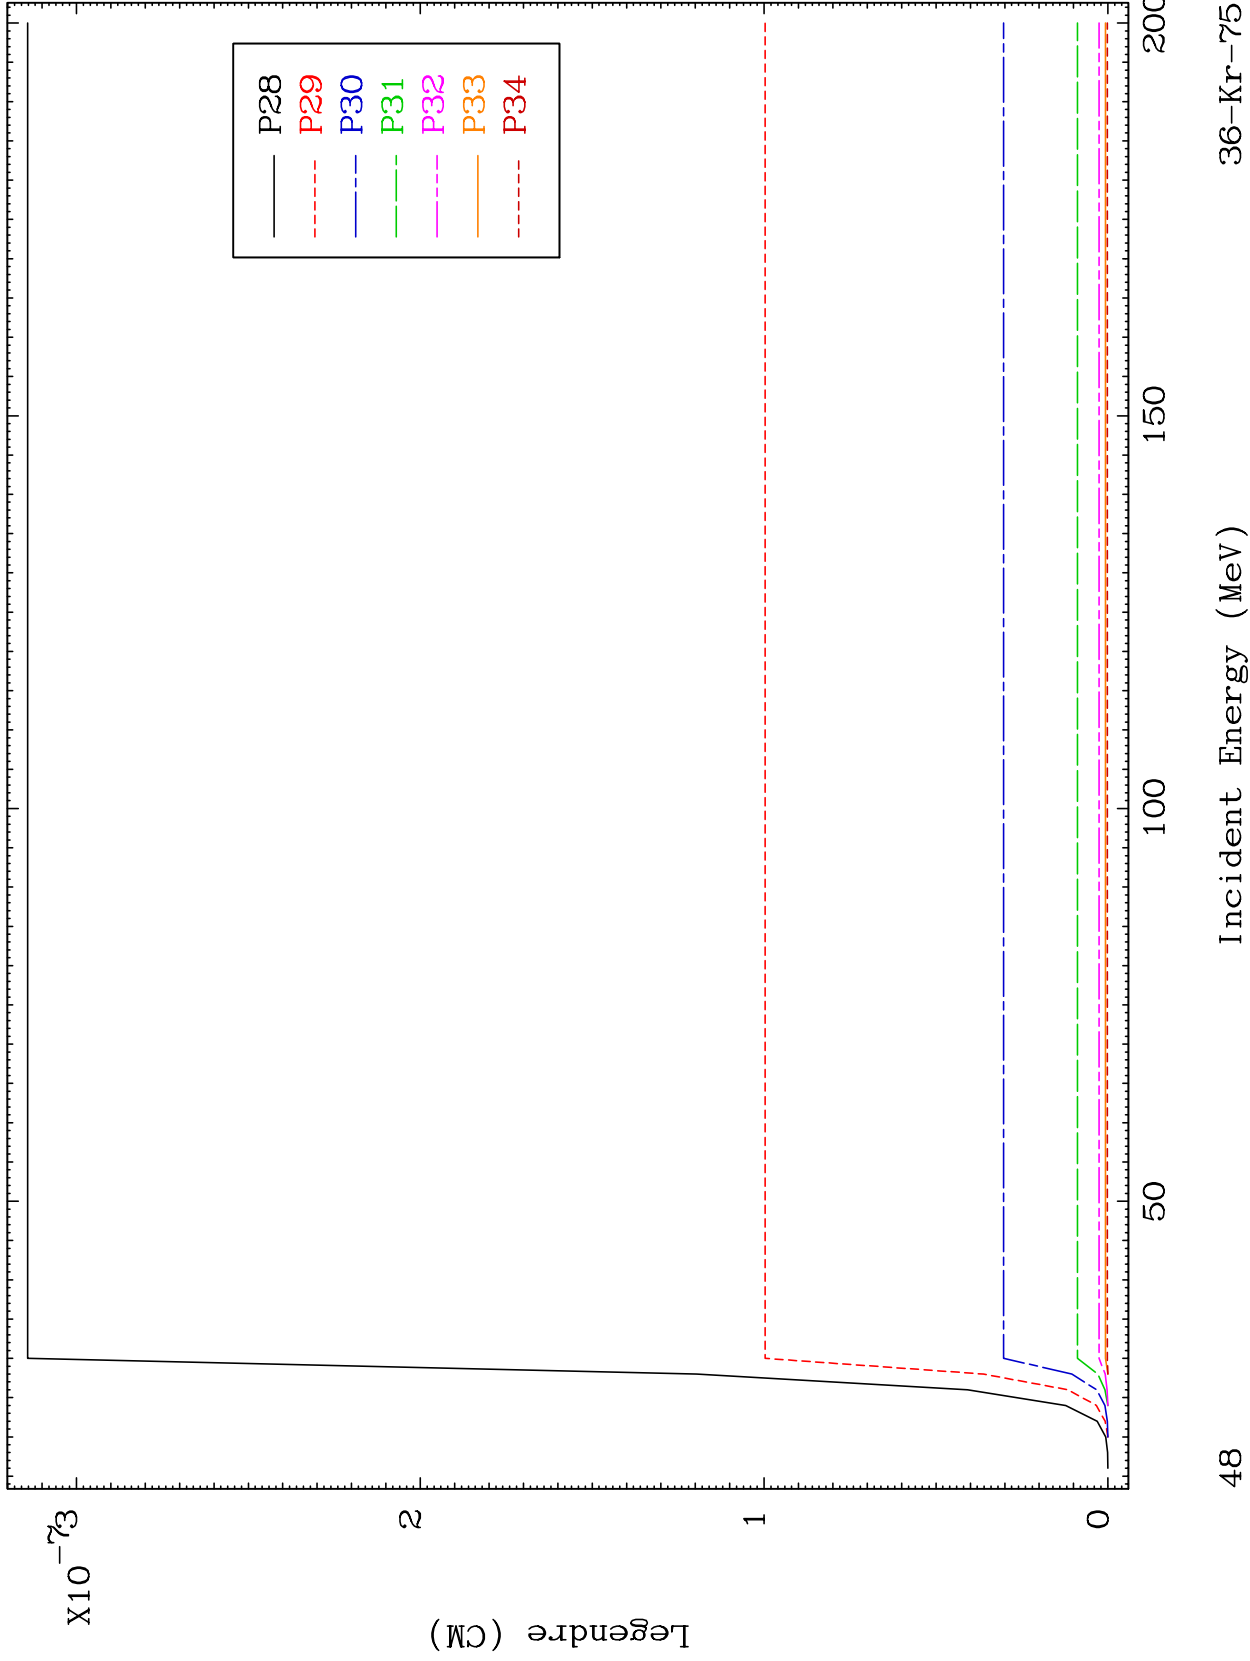 X10⁻⁷
3
2
1
0
Legendre (CM)
P28
P29
P30
P31
P32
P33
P34
50
100
150
200
Incident Energy (MeV)
48
36-Kr-75